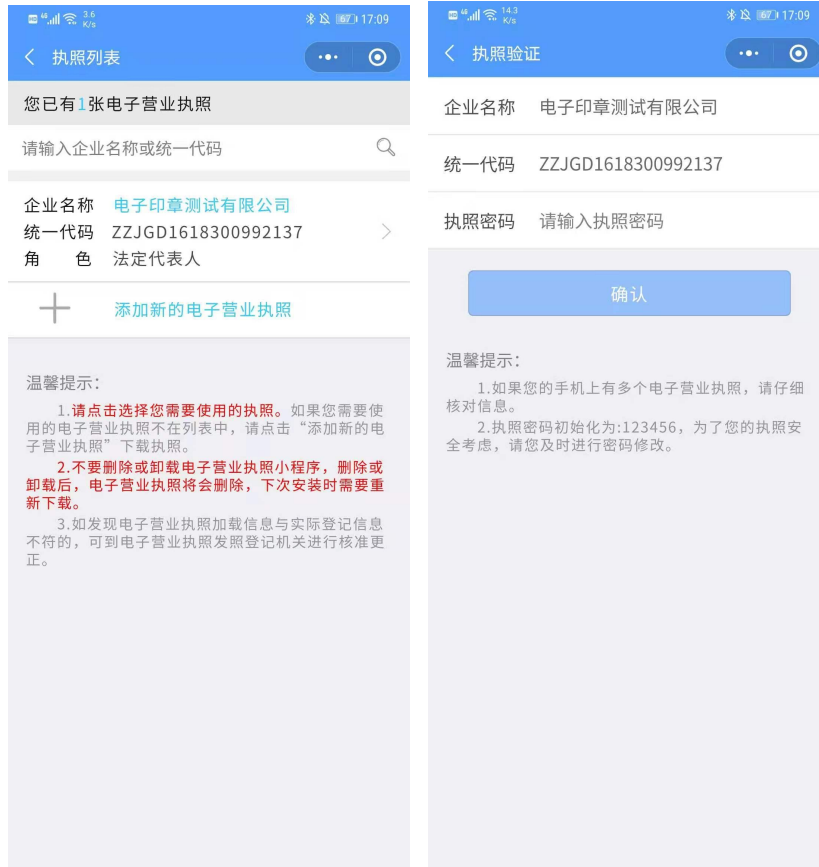 HD 4G 3.6 K/s 67 17:09
执照列表
您已有1张电子营业执照
请输入企业名称或统一代码
企业名称 电子印章测试有限公司
统一代码 ZZJGD1618300992137
角 色 法定代表人
添加新的电子营业执照
温馨提示：
1.请点击选择您需要使用的执照。如果您需要使
用的电子营业执照不在列表中，请点击“添加新的电
子营业执照”下载执照。
2.不要删除或卸载电子营业执照小程序，删除或
卸载后，电子营业执照将会删除，下次安装时需要重
新下载。
3.如发现电子营业执照加载信息与实际登记信息
不符的，可到电子营业执照发照登记机关进行核准更
正。
HD 4G 14.3 K/s 67 17:09
执照验证
企业名称 电子印章测试有限公司
统一代码 ZZJGD1618300992137
执照密码 请输入执照密码
确认
温馨提示：
1.如果您的手机上有多个电子营业执照，请仔细
核对信息。
2.执照密码初始化为:123456，为了您的执照安
全考虑，请您及时进行密码修改。